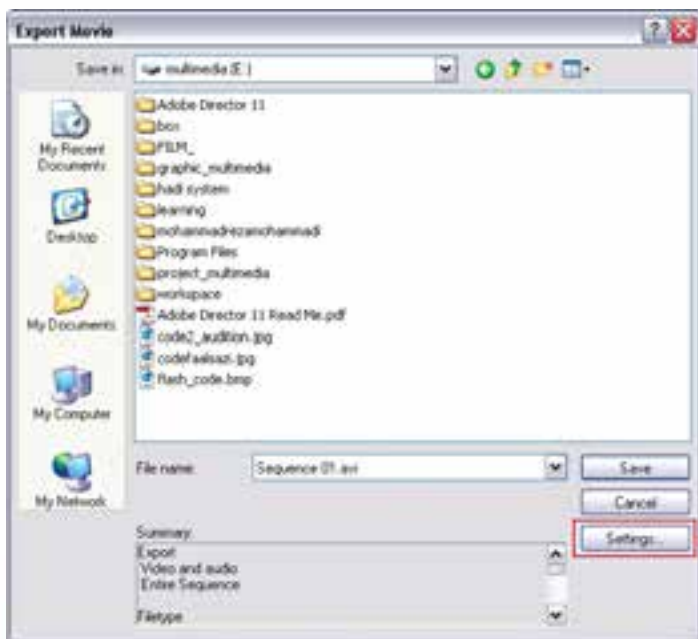 Export Movie
Save in:
multimedia (E:)
My Recent
Documents
Desktop
My Documents
My Computer
My Network
Adobe Director 11
box
FILM_
graphic_multimedia
hadi system
learning
mohammadrezamohammadi
Program Files
project_multimedia
workspace
Adobe Director 11 Read Me.pdf
code2_audition.jpg
codefaalsazi.jpg
flash_code.bmp
File name:
Sequence 01.avi
Save
Cancel
Settings...
Summary
Export
Video and audio
Entire Sequence
Filetype